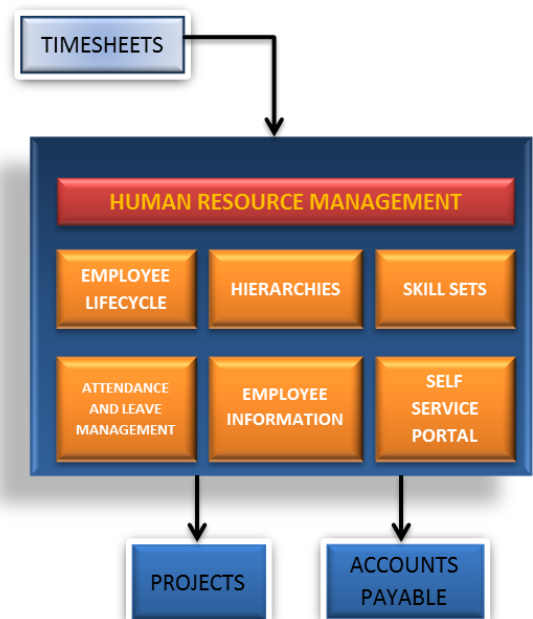 TIMESHEETS
HUMAN RESOURCE MANAGEMENT
EMPLOYEE
LIFECYCLE
HIERARCHIES
SKILL SETS
ATTENDANCE
AND LEAVE
MANAGEMENT
EMPLOYEE
INFORMATION
SELF
SERVICE
PORTAL
PROJECTS
ACCOUNTS
PAYABLE